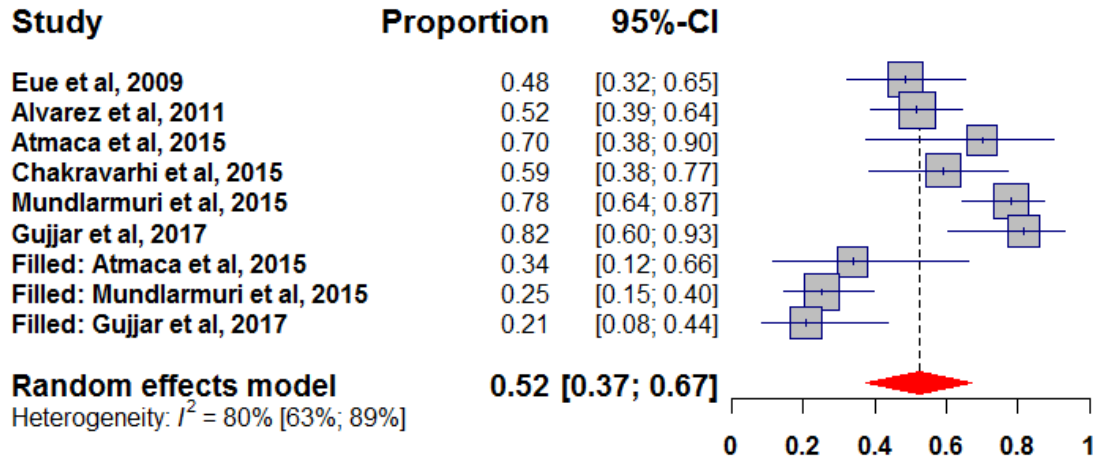 Study Proportion 95%-CI
Eue et al, 2009 0.48 [0.32; 0.65]
Alvarez et al, 2011 0.52 [0.39; 0.64]
Atmaca et al, 2015 0.70 [0.38; 0.90]
Chakravarhi et al, 2015 0.59 [0.38; 0.77]
Mundlarmuri et al, 2015 0.78 [0.64; 0.87]
Gujjar et al, 2017 0.82 [0.60; 0.93]
Filled: Atmaca et al, 2015 0.34 [0.12; 0.66]
Filled: Mundlarmuri et al, 2015 0.25 [0.15; 0.40]
Filled: Gujjar et al, 2017 0.21 [0.08; 0.44]
Random effects model 0.52 [0.37; 0.67]
Heterogeneity: I² = 80% [63%; 89%]
0 0.2 0.4 0.6 0.8 1